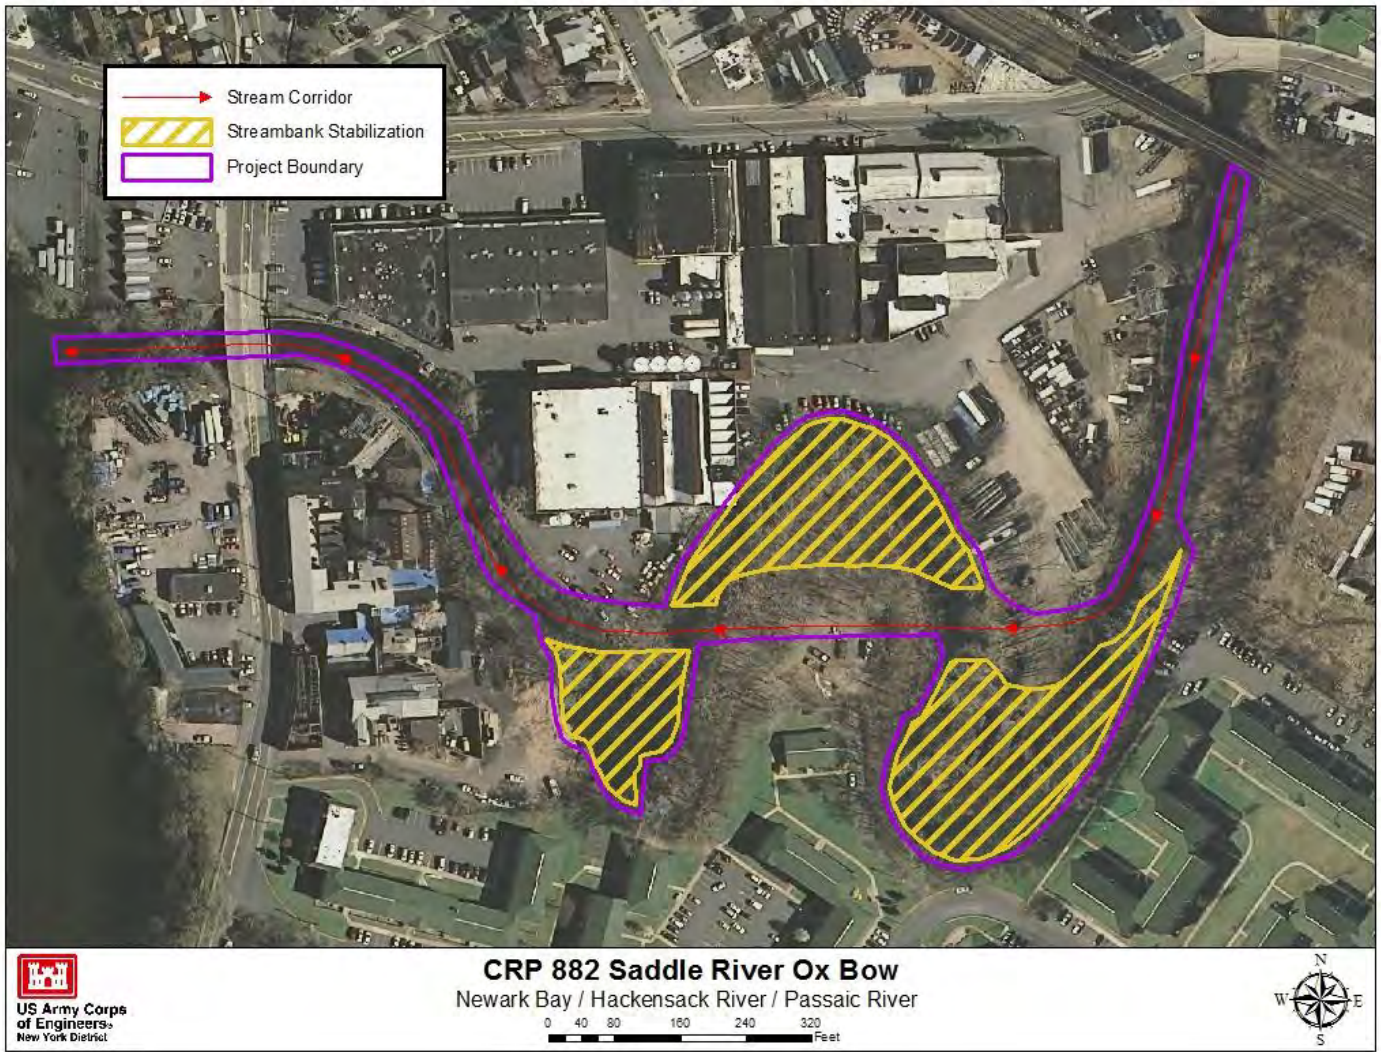 Stream Corridor
Streambank Stabilization
Project Boundary
US Army Corps
of Engineers®
New York District
CRP 882 Saddle River Ox Bow
Newark Bay / Hackensack River / Passaic River
0 40 80 160 240 320
Feet
N
W E
S